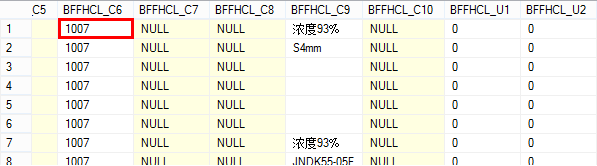 C5 BFFHCL_C6 BFFHCL_C7 BFFHCL_C8 BFFHCL_C9 BFFHCL_C10 BFFHCL_U1 BFFHCL_U2
1 1007 NULL NULL 浓度93% NULL 0 0
2 1007 NULL NULL S4mm NULL 0 0
3 1007 NULL NULL NULL 0 0
4 1007 NULL NULL NULL 0 0
5 1007 NULL NULL NULL 0 0
6 1007 NULL NULL NULL 0 0
7 1007 NULL NULL 浓度93% NULL 0 0
8 1007 NULL NULL JNDK55-05F NULL 0 0